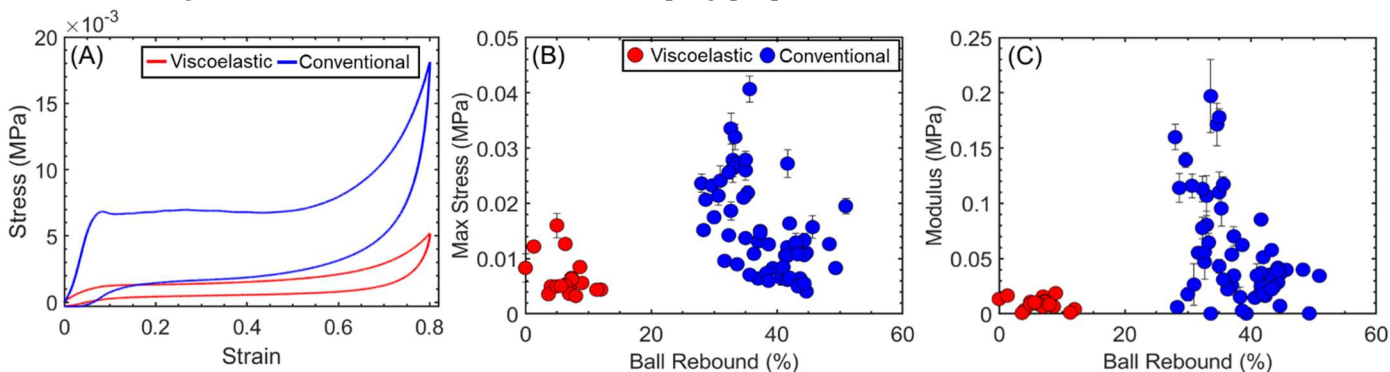 ×10⁻³
20
15
10
5
0
Stress (MPa)
(A)
Viscoelastic Conventional
0 0.2 0.4 0.6 0.8
Strain
0.05
0.04
0.03
0.02
0.01
0
Max Stress (MPa)
(B)
Viscoelastic Conventional
0 20 40 60
Ball Rebound (%)
0.25
0.20
0.15
0.10
0.05
0
Modulus (MPa)
(C)
0 20 40 60
Ball Rebound (%)